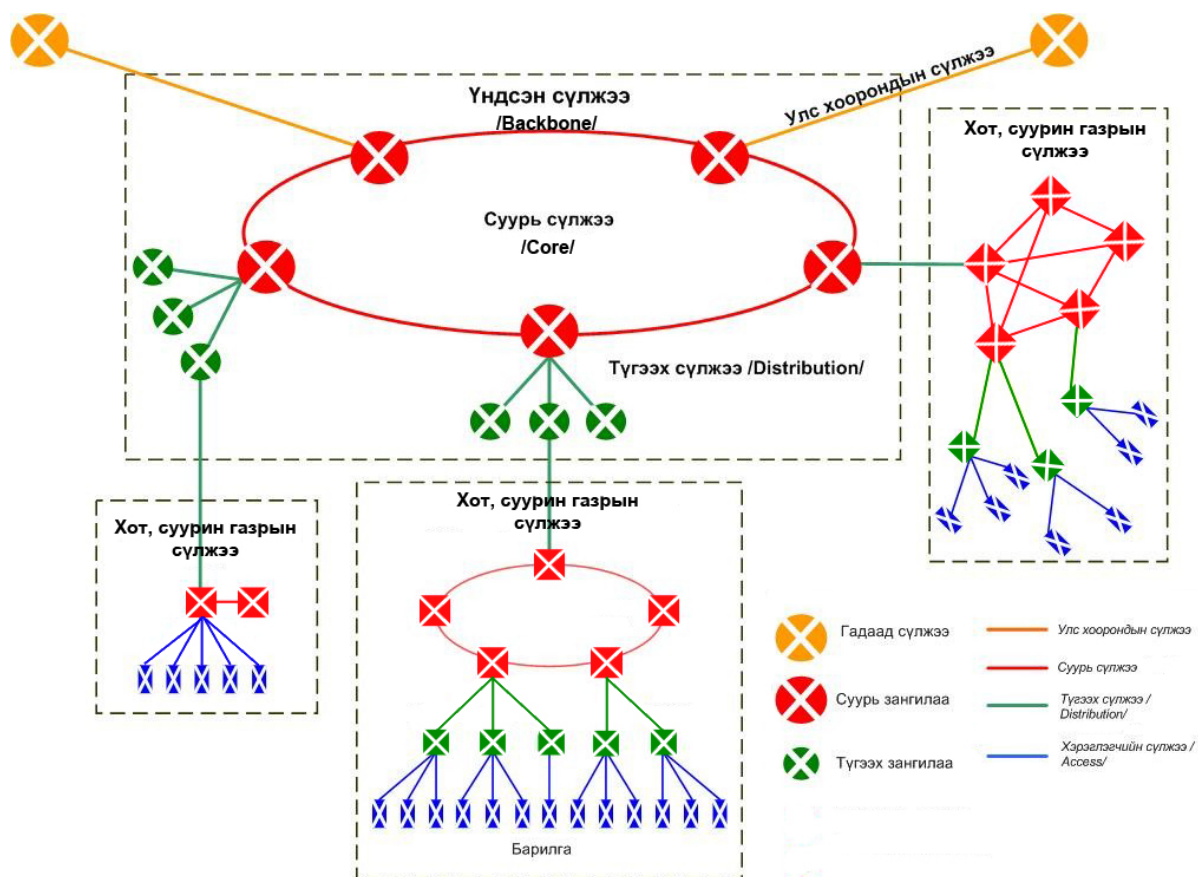 Үндсэн сүлжээ
/Backbone/
Улс хоорондын сүлжээ
Хот, суурин газрын
сүлжээ
Суурь сүлжээ
/Core/
Түгээх сүлжээ /Distribution/
Хот, суурин газрын
сүлжээ
Хот, суурин газрын
сүлжээ
Барилга
Гадаад сүлжээ
Улс хоорондын сүлжээ
Суурь зангилаа
Суурь сүлжээ
Түгээх зангилаа
Түгээх сүлжээ /
Distribution/
Хэрэглэгчийн сүлжээ /
Access/